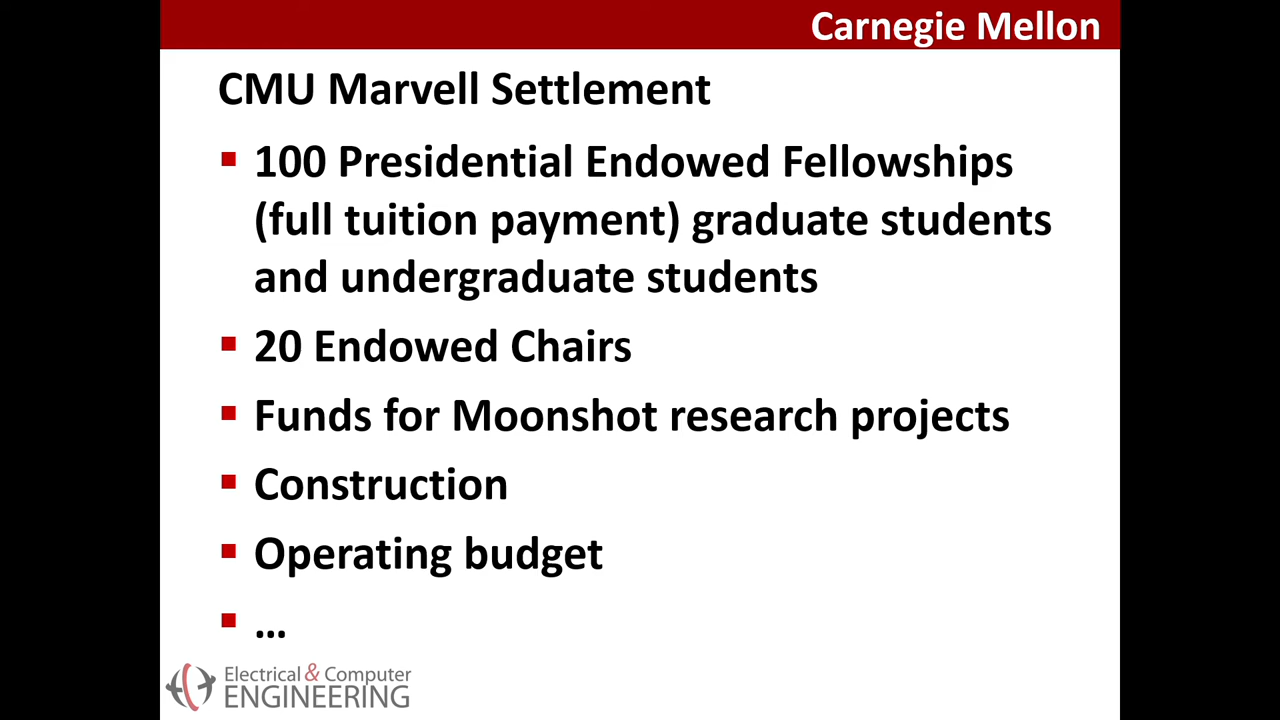 Carnegie Mellon
CMU Marvell Settlement
▪ 100 Presidential Endowed Fellowships
(full tuition payment) graduate students
and undergraduate students
▪ 20 Endowed Chairs
▪ Funds for Moonshot research projects
▪ Construction
▪ Operating budget
▪ ...
Electrical & Computer
ENGINEERING